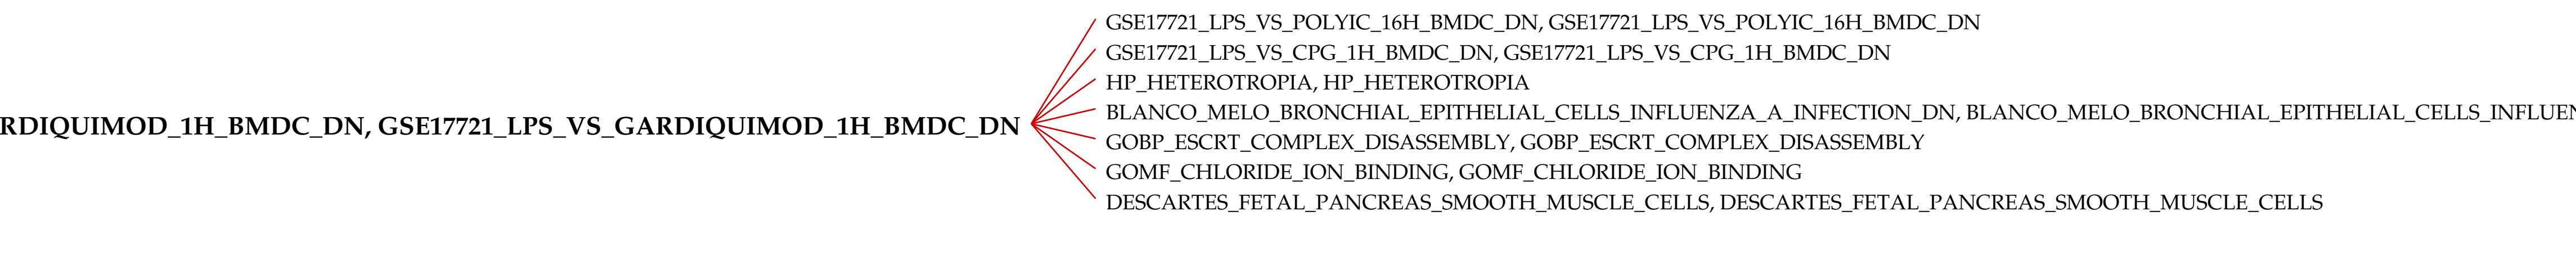 GSE17721_LPS_VS_POLYIC_16H_BMDC_DN, GSE17721_LPS_VS_POLYIC_16H_BMDC_DN
GSE17721_LPS_VS_CPG_1H_BMDC_DN, GSE17721_LPS_VS_CPG_1H_BMDC_DN
HP_HETEROTROPIA, HP_HETEROTROPIA
BLANCO_MELO_BRONCHIAL_EPITHELIAL_CELLS_INFLUENZA_A_INFECTION_DN, BLANCO_MELO_BRONCHIAL_EPITHELIAL_CELLS_INFLUEN
RDIQUIMOD_1H_BMDC_DN, GSE17721_LPS_VS_GARDIQUIMOD_1H_BMDC_DN
GOBP_ESCRT_COMPLEX_DISASSEMBLY, GOBP_ESCRT_COMPLEX_DISASSEMBLY
GOMF_CHLORIDE_ION_BINDING, GOMF_CHLORIDE_ION_BINDING
DESCARTES_FETAL_PANCREAS_SMOOTH_MUSCLE_CELLS, DESCARTES_FETAL_PANCREAS_SMOOTH_MUSCLE_CELLS